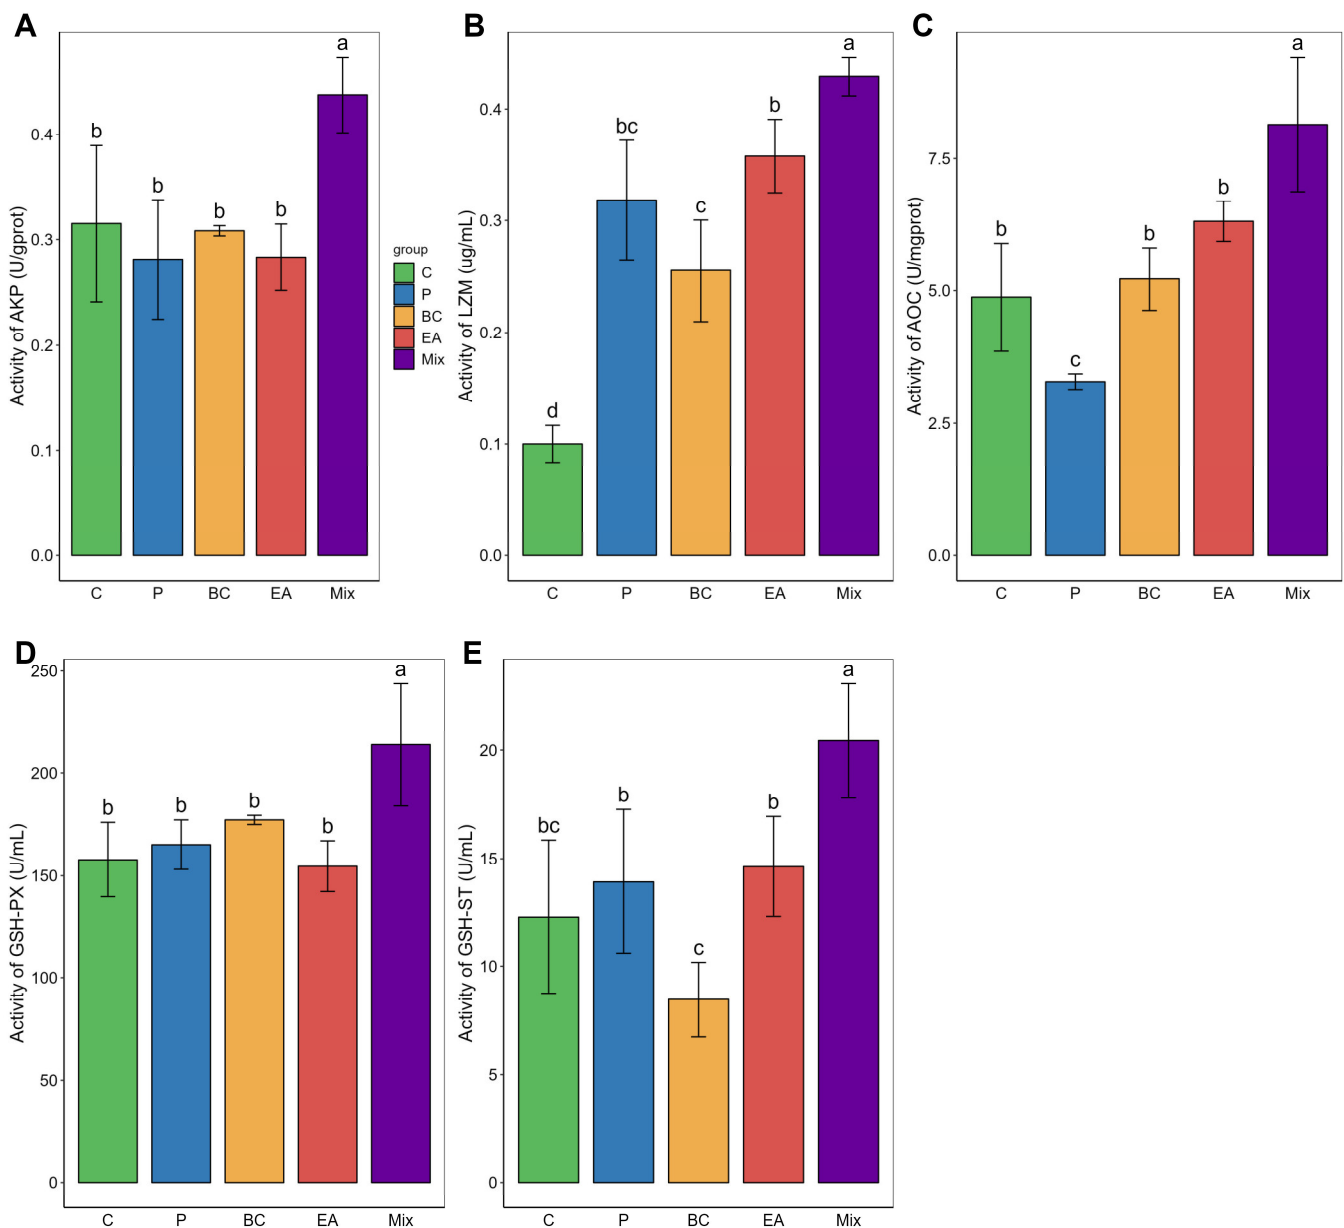 A
Activity of AKP (U/gprot)
0.4
0.3
0.2
0.1
0.0
b
b
b
b
a
C P BC EA Mix
group
C
P
BC
EA
Mix
B
Activity of LZM (ug/mL)
0.4
0.3
0.2
0.1
0.0
d
bc
c
b
a
C P BC EA Mix
C
Activity of AOC (U/mgprot)
7.5
5.0
2.5
0.0
b
c
b
b
a
C P BC EA Mix
D
Activity of GSH-PX (U/mL)
250
200
150
100
50
0
b
b
b
b
a
C P BC EA Mix
E
Activity of GSH-ST (U/mL)
20
15
10
5
0
bc
b
c
b
a
C P BC EA Mix